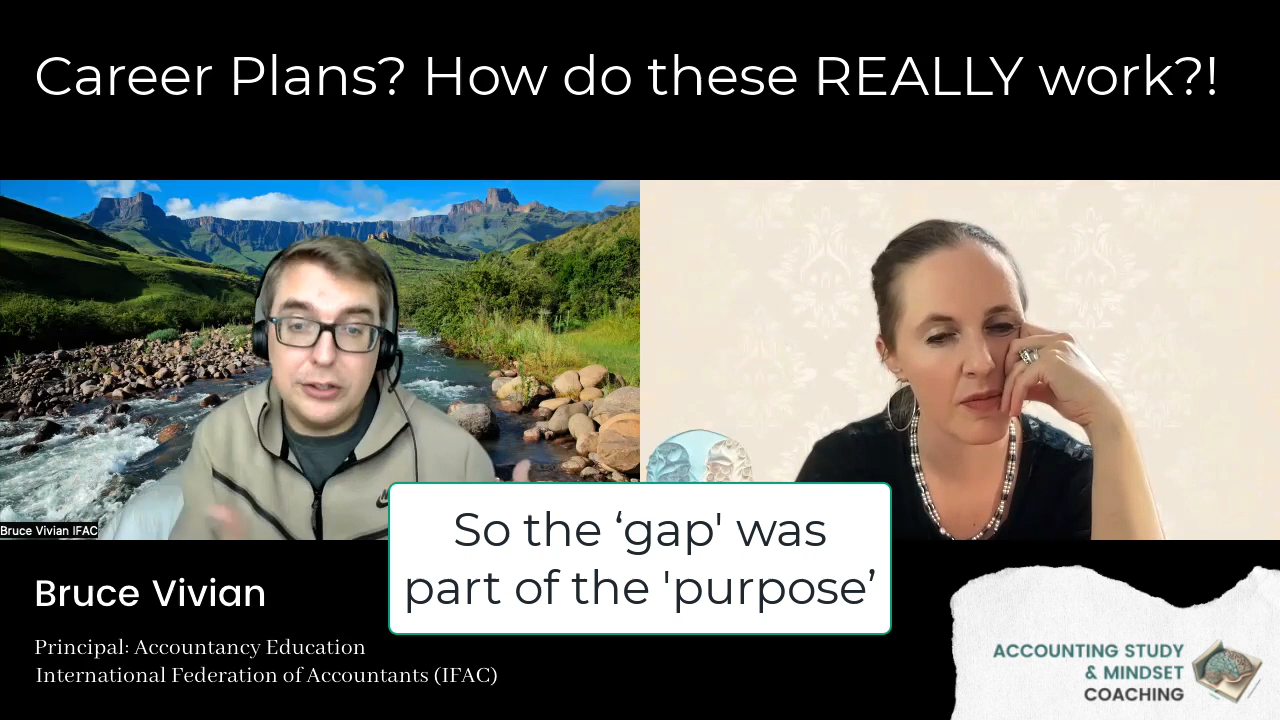 Career Plans? How do these REALLY work?!
Bruce Vivian IFAC
So the ‘gap' was
part of the 'purpose’
Bruce Vivian
Principal: Accountancy Education
International Federation of Accountants (IFAC)
ACCOUNTING STUDY
& MINDSET
COACHING